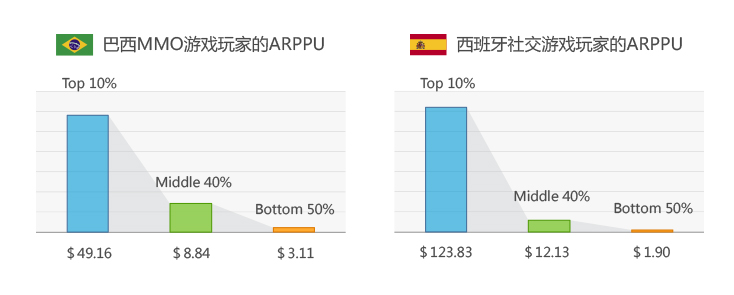 巴西MMO游戏玩家的ARPPU
Top 10%
Middle 40%
Bottom 50%
$ 49.16
$ 8.84
$ 3.11
西班牙社交游戏玩家的ARPPU
Top 10%
Middle 40%
Bottom 50%
$ 123.83
$ 12.13
$ 1.90